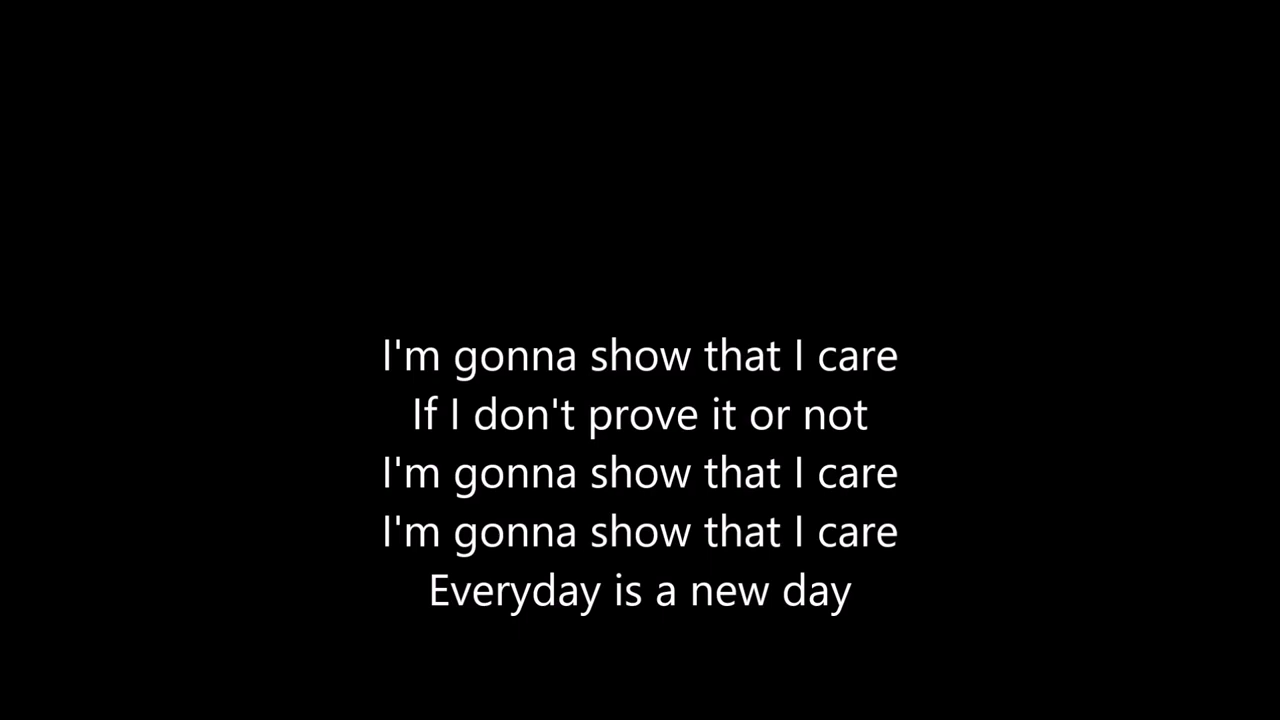 I'm gonna show that I care
If I don't prove it or not
I'm gonna show that I care
I'm gonna show that I care
Everyday is a new day